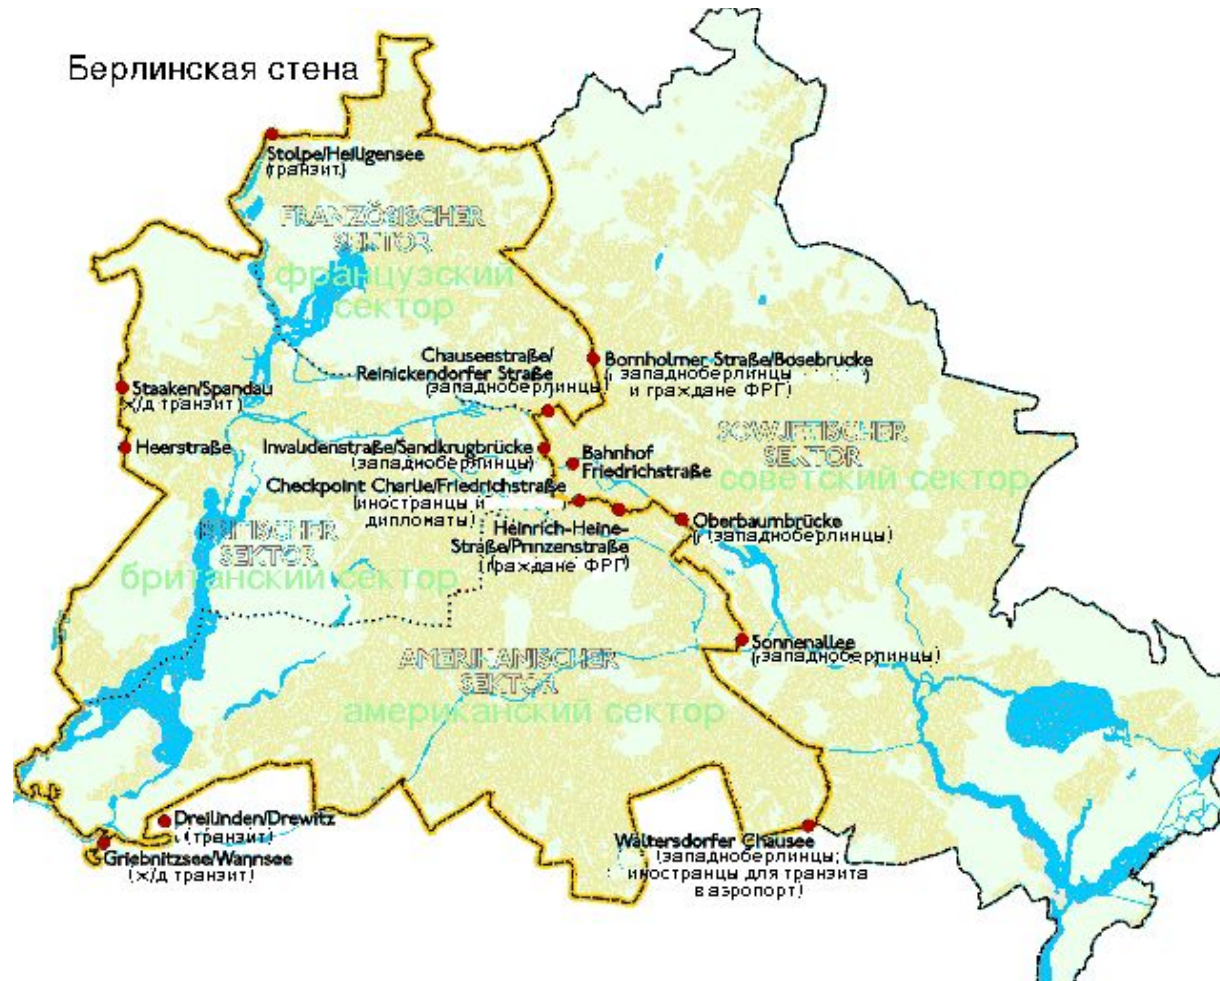 Берлинская стена
Stolpe/Heiligensee
(транзит)
FRANZÖSISCHER
SEKTOR
французский
сектор
Chauseestraße/
Reinickendorfer Straße
(западноберлинцы)
Bornholmer Straße/Bosebrucke
( западноберлинцы )
и граждане ФРГ)
Staaken/Spandau
(ж/д транзит)
Heerstraße
Invalidenstraße/Sandkrugbrücke
(западноберлинцы)
Bahnhof
Friedrichstraße
SOWJETISCHER
SEKTOR
советский сектор
Checkpoint Charlie/Friedrichstraße
(иностранцы и
дипломаты)
Heinrich-Heine-
Straße/Prinzenstraße
(граждане ФРГ)
Oberbaumbrücke
(западноберлинцы)
BRITISCHER
SEKTOR
британский сектор
Sonnenallee
(западноберлинцы)
AMERIKANISCHER
SEKTOR
американский сектор
Dreilinden/Drewitz
(транзит)
Griebnitzsee/Wannsee
(ж/д транзит)
Waltersdorfer Chausee
(западноберлинцы;
иностранцы для транзита
в аэропорт)